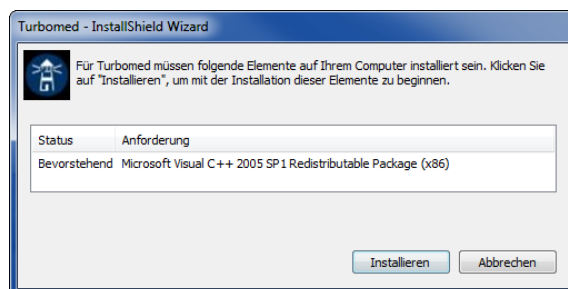 Turbomed - InstallShield Wizard
Für Turbomed müssen folgende Elemente auf Ihrem Computer installiert sein. Klicken Sie
auf "Installieren", um mit der Installation dieser Elemente zu beginnen.
Status Anforderung
Bevorstehend Microsoft Visual C++ 2005 SP1 Redistributable Package (x86)
Installieren Abbrechen